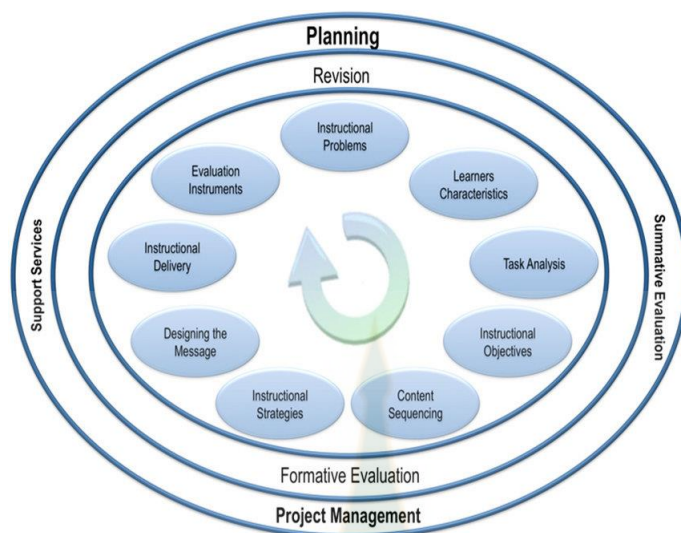 Planning
Revision
Instructional
Problems
Learners
Characteristics
Task Analysis
Instructional
Objectives
Content
Sequencing
Instructional
Strategies
Designing the
Message
Instructional
Delivery
Evaluation
Instruments
Support Services
Summative Evaluation
Formative Evaluation
Project Management